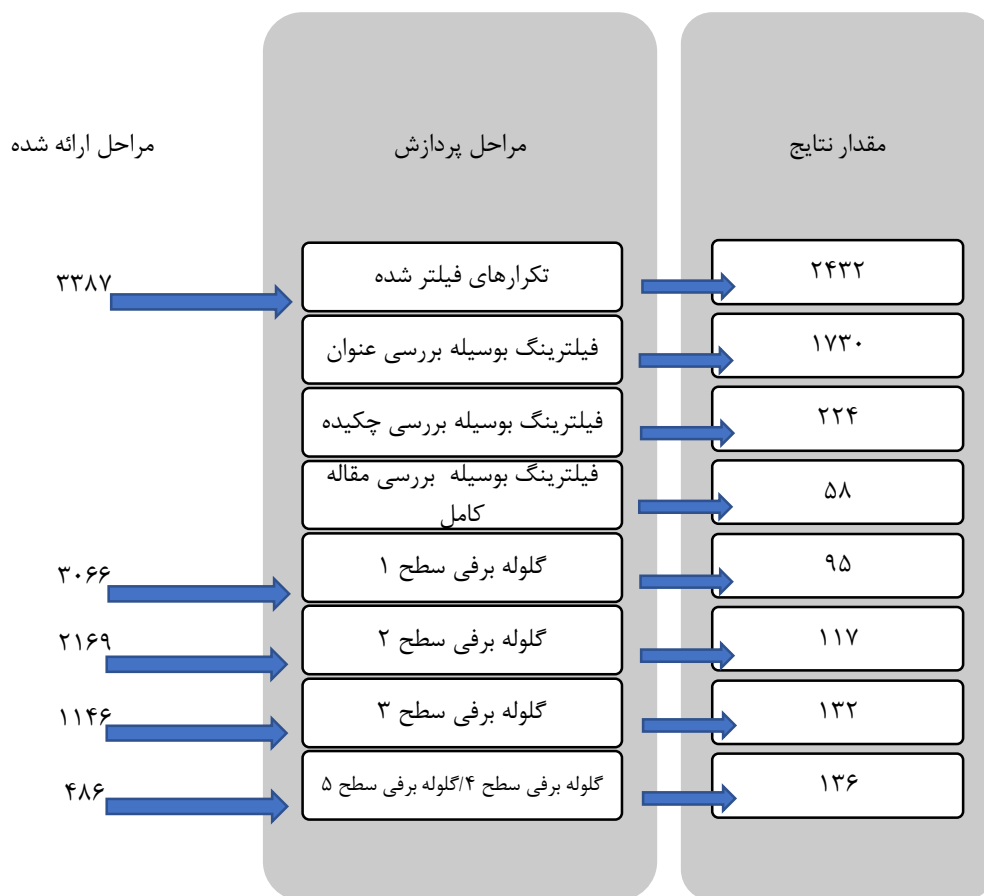 مراحل ارائه شده
مراحل پردازش
مقدار نتایج
۳۳۸۷
تکرارهای فیلتر شده
۲۴۳۲
فیلترینگ بوسیله بررسی عنوان
۱۷۳۰
فیلترینگ بوسیله بررسی چکیده
۲۲۴
فیلترینگ بوسیله بررسی مقاله
کامل
۵۸
۳۰۶۶
گلوله برفی سطح ۱
۹۵
۲۱۶۹
گلوله برفی سطح ۲
۱۱۷
۱۱۴۶
گلوله برفی سطح ۳
۱۳۲
۴۸۶
گلوله برفی سطح ۴/گلوله برفی سطح ۵
۱۳۶